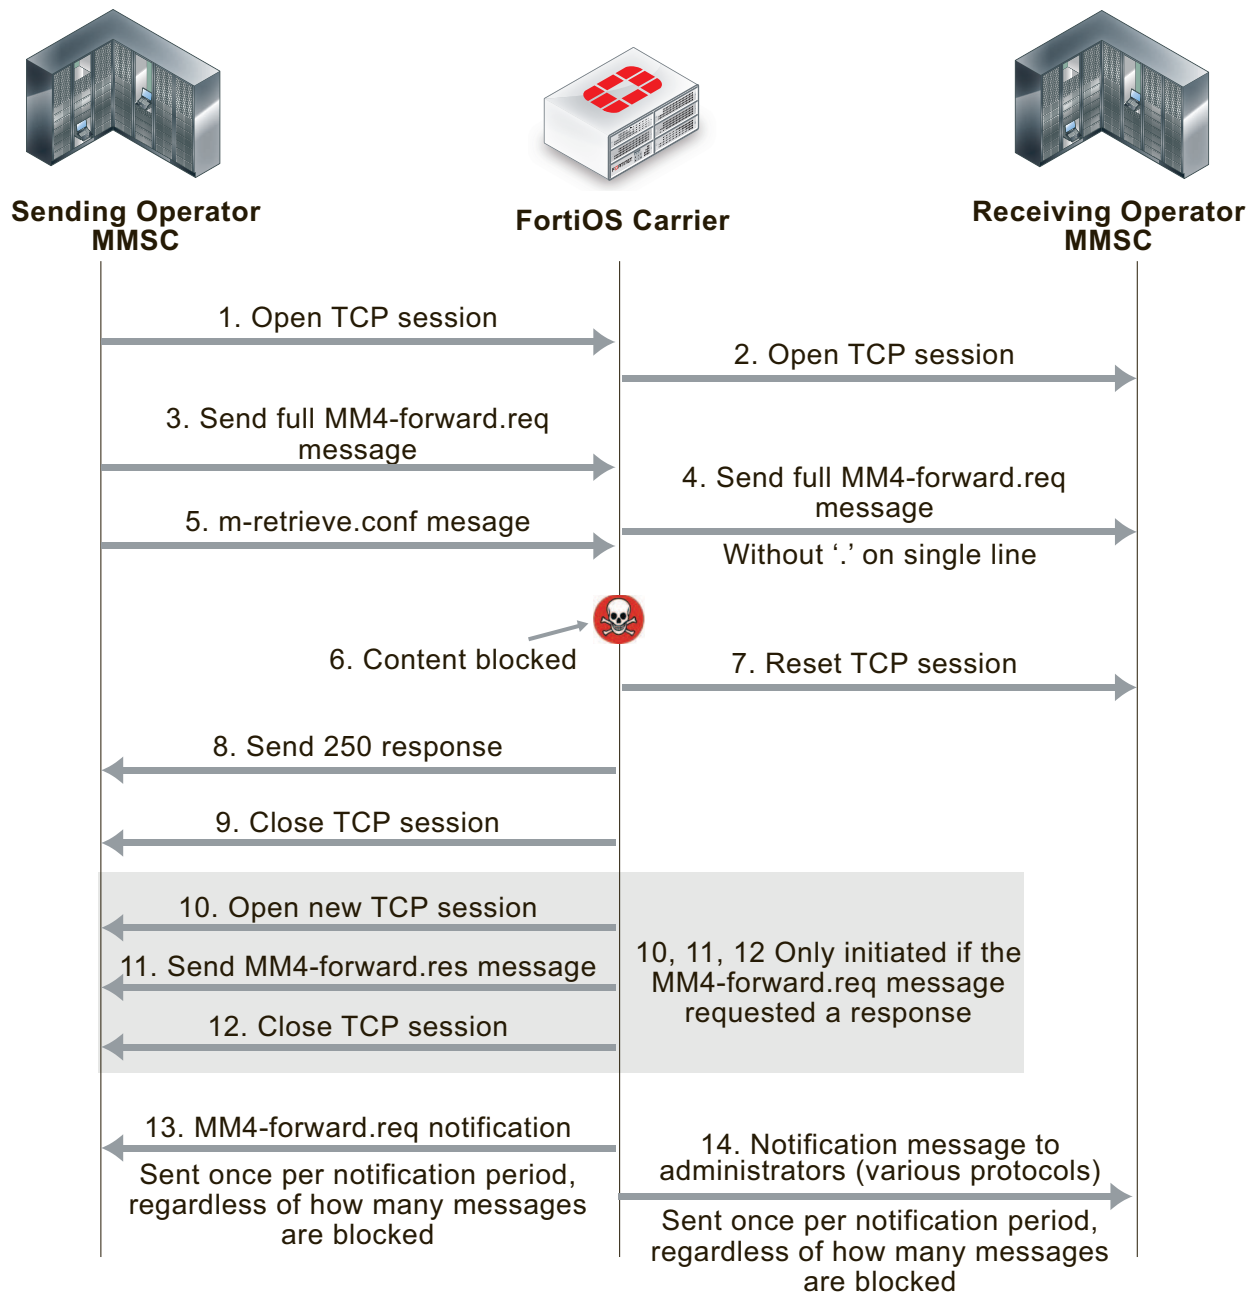 Sending Operator
MMSC
FORTINET
FortiOS Carrier
Receiving Operator
MMSC
1. Open TCP session
2. Open TCP session
3. Send full MM4-forward.req
message
4. Send full MM4-forward.req
message
Without ‘.’ on single line
5. m-retrieve.conf mesage
6. Content blocked
7. Reset TCP session
8. Send 250 response
9. Close TCP session
10. Open new TCP session
11. Send MM4-forward.res message
12. Close TCP session
10, 11, 12 Only initiated if the
MM4-forward.req message
requested a response
13. MM4-forward.req notification
Sent once per notification period,
regardless of how many messages
are blocked
14. Notification message to
administrators (various protocols)
Sent once per notification period,
regardless of how many messages
are blocked